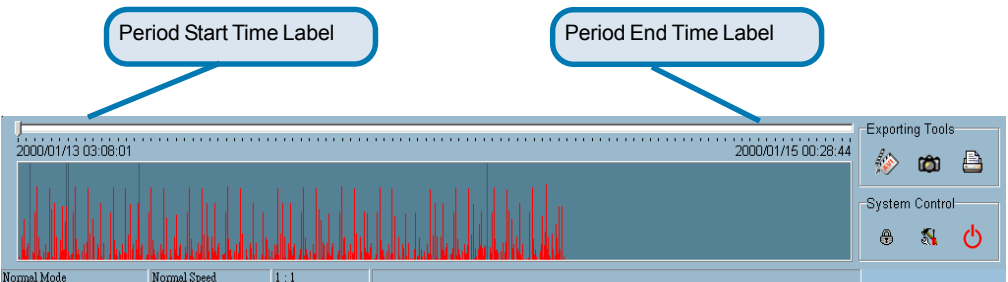 Period Start Time Label
Period End Time Label
Exporting Tools
2000/01/13 03:08:01
2000/01/15 00:28:44
AVI
System Control
Normal Mode
Normal Speed
1 : 1